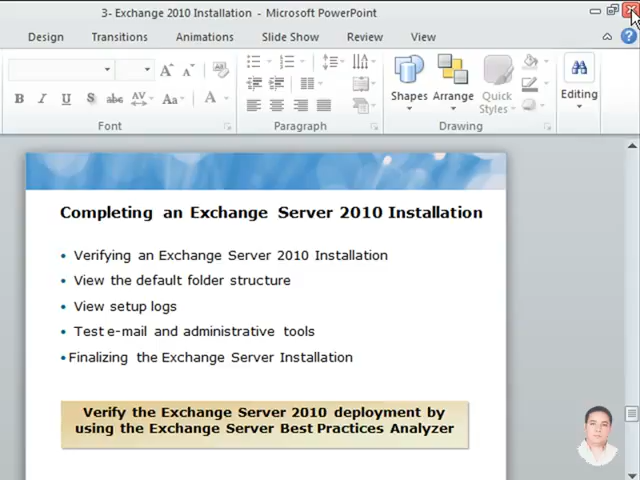 3- Exchange 2010 Installation - Microsoft PowerPoint
Design Transitions Animations Slide Show Review View
B I U S abc AV Aa A
Shapes Arrange Quick Styles Editing
Font Paragraph Drawing
Completing an Exchange Server 2010 Installation
• Verifying an Exchange Server 2010 Installation
• View the default folder structure
• View setup logs
• Test e-mail and administrative tools
•Finalizing the Exchange Server Installation
Verify the Exchange Server 2010 deployment by
using the Exchange Server Best Practices Analyzer